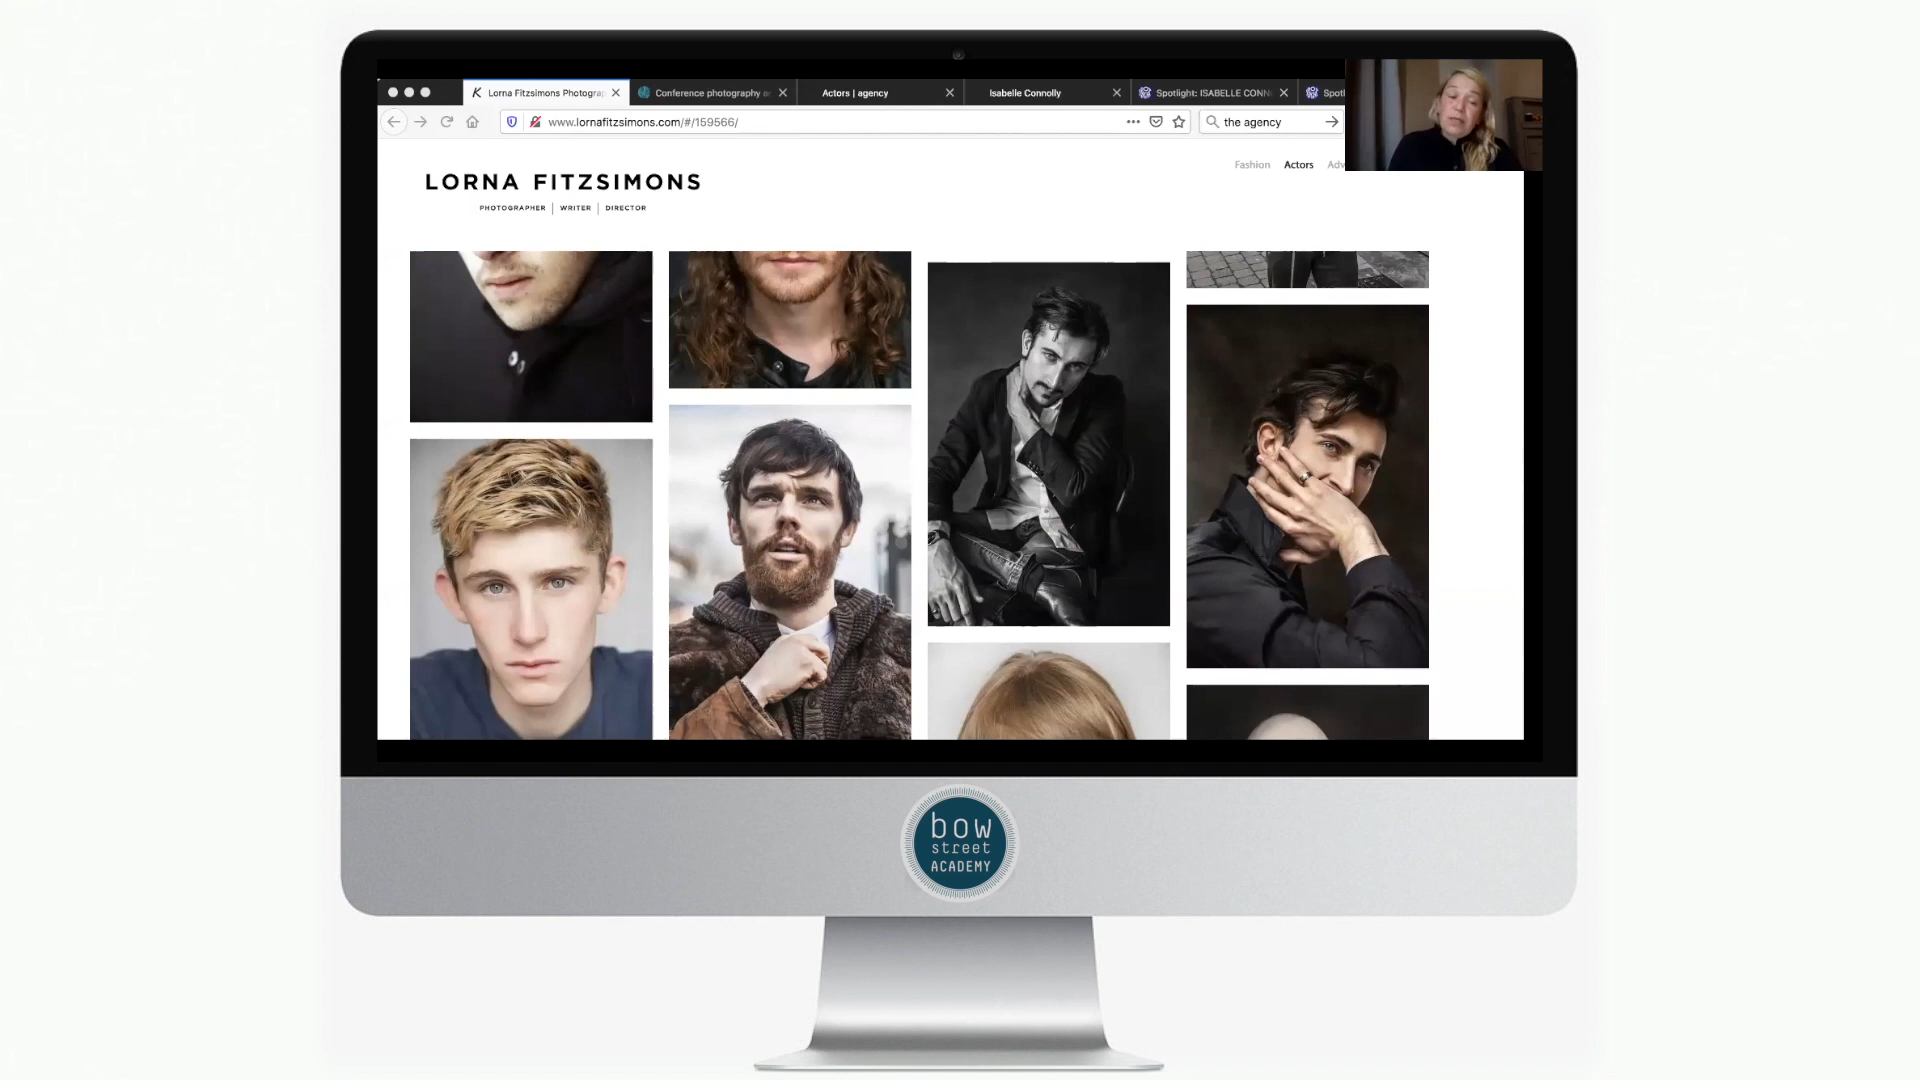 Lorna Fitzsimons Photogra
Conference photography a
Actors | agency
Isabelle Connolly
Spotlight: ISABELLE CONN
Spotl
www.lornafitzsimons.com/#/159566/
the agency
Fashion
Actors
Adv
LORNA FITZSIMONS
PHOTOGRAPHER | WRITER | DIRECTOR
bow
street
ACADEMY